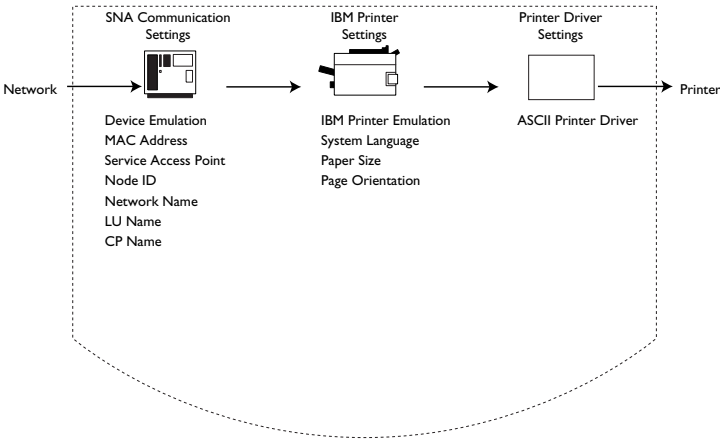 SNA Communication
Settings
IBM Printer
Settings
Printer Driver
Settings
Network
Printer
Device Emulation
MAC Address
Service Access Point
Node ID
Network Name
LU Name
CP Name
IBM Printer Emulation
System Language
Paper Size
Page Orientation
ASCII Printer Driver